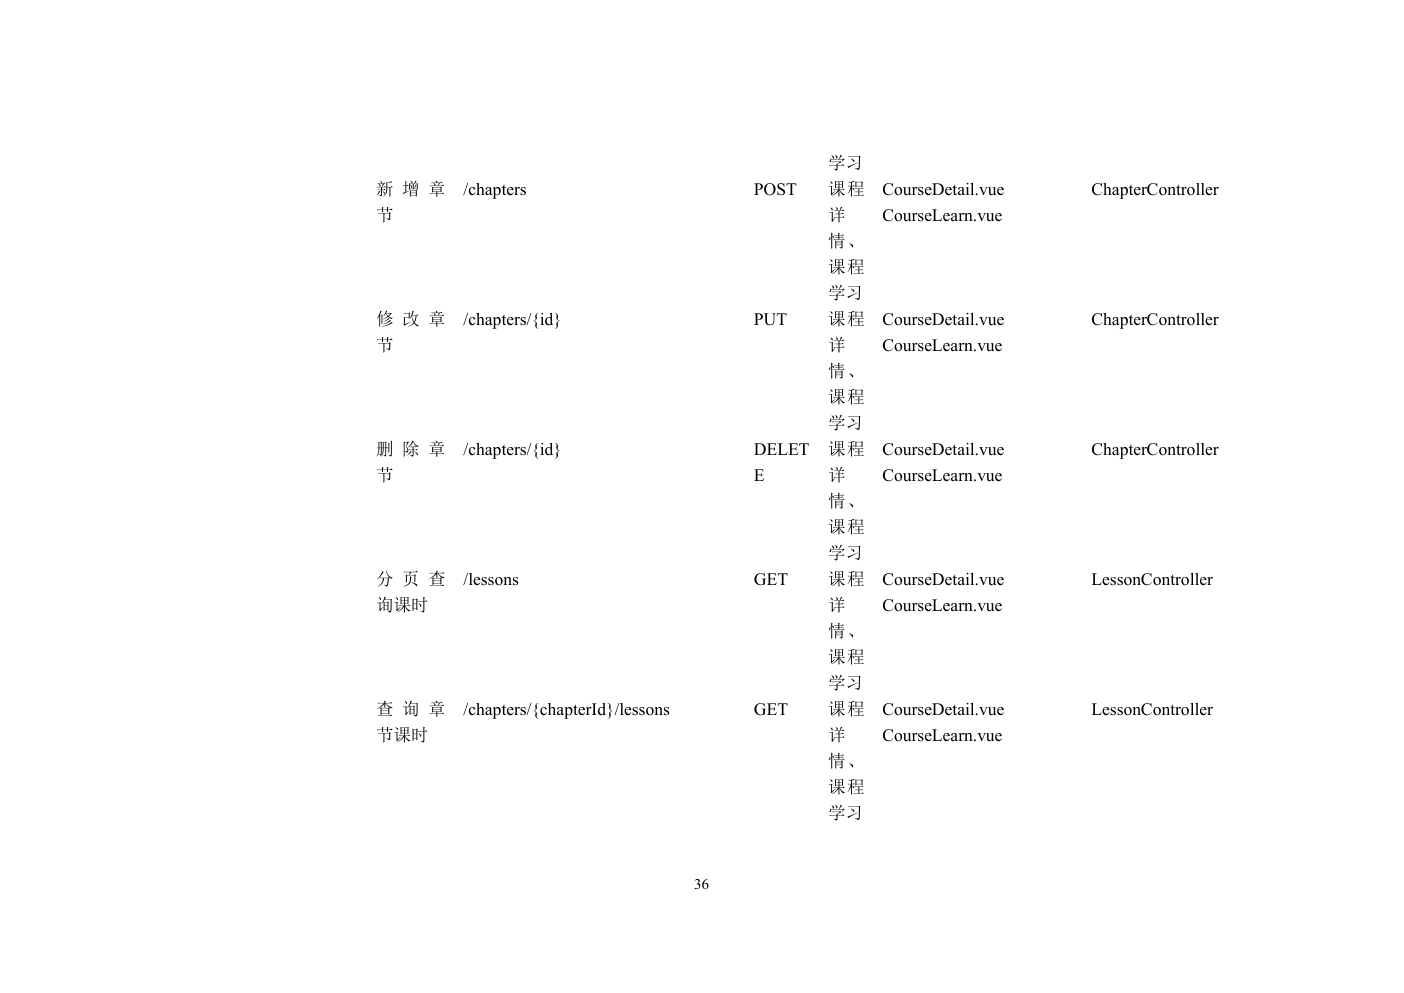 学习
新增章 /chapters POST 课程 CourseDetail.vue ChapterController
节 详 CourseLearn.vue
情、
课程
学习
修改章 /chapters/{id} PUT 课程 CourseDetail.vue ChapterController
节 详 CourseLearn.vue
情、
课程
学习
删除章 /chapters/{id} DELET 课程 CourseDetail.vue ChapterController
节 E 详 CourseLearn.vue
情、
课程
学习
分页查 /lessons GET 课程 CourseDetail.vue LessonController
询课时 详 CourseLearn.vue
情、
课程
学习
查询章 /chapters/{chapterId}/lessons GET 课程 CourseDetail.vue LessonController
节课时 详 CourseLearn.vue
情、
课程
学习
36